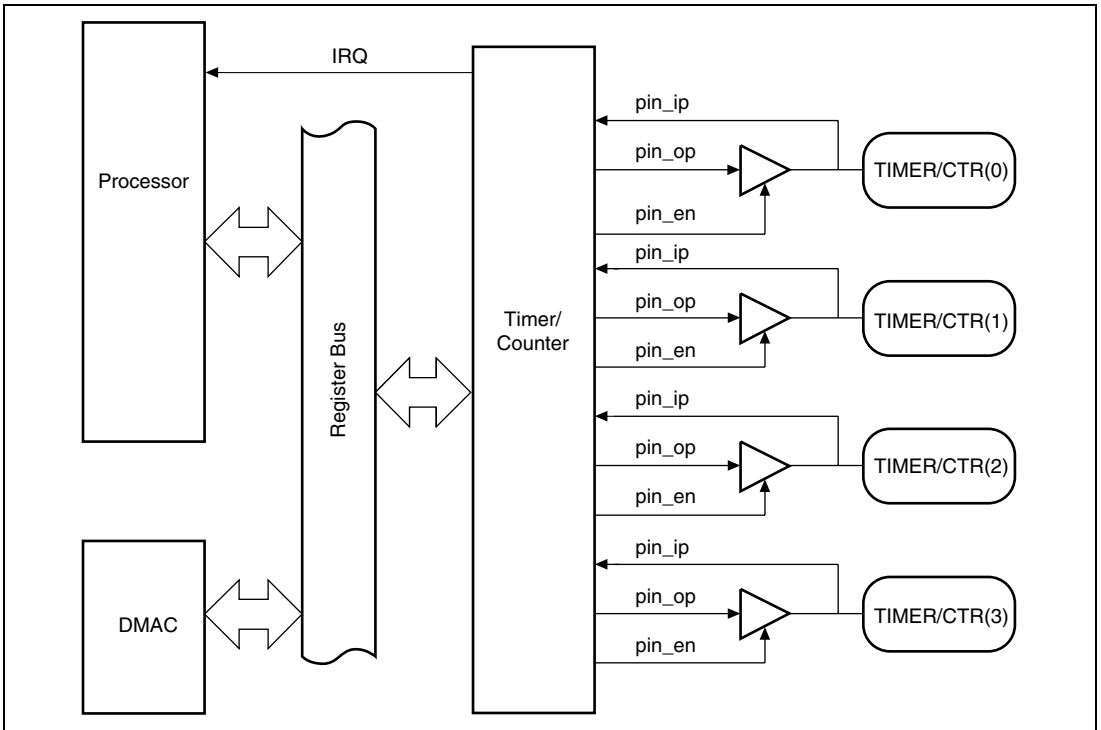 IRQ
Processor
Register Bus
DMAC
Timer/
Counter
pin_ip
pin_op
pin_en
TIMER/CTR(0)
pin_ip
pin_op
pin_en
TIMER/CTR(1)
pin_ip
pin_op
pin_en
TIMER/CTR(2)
pin_ip
pin_op
pin_en
TIMER/CTR(3)